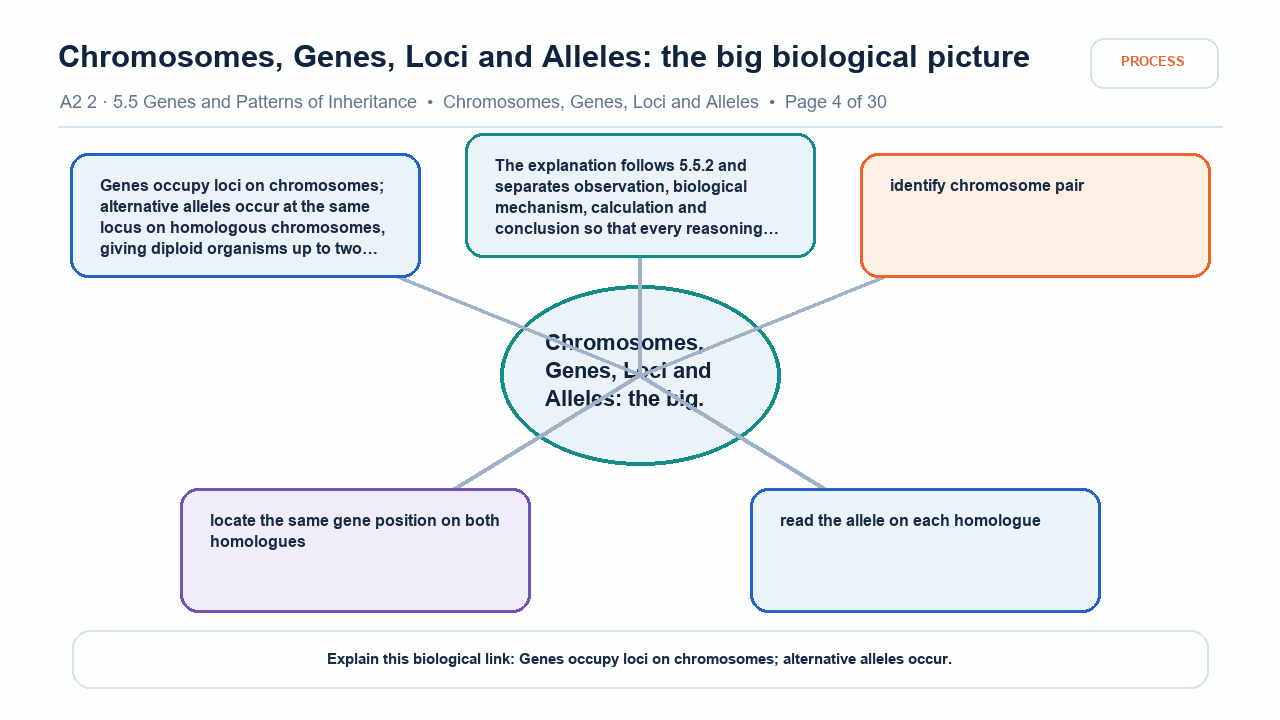 Chromosomes, Genes, Loci and Alleles: the big biological picture
PROCESS
A2 2 · 5.5 Genes and Patterns of Inheritance • Chromosomes, Genes, Loci and Alleles • Page 4 of 30
Genes occupy loci on chromosomes;
alternative alleles occur at the same
locus on homologous chromosomes,
giving diploid organisms up to two…
The explanation follows 5.5.2 and
separates observation, biological
mechanism, calculation and
conclusion so that every reasoning…
identify chromosome pair
Chromosomes,
Genes, Loci and
Alleles: the big.
locate the same gene position on both
homologues
read the allele on each homologue
Explain this biological link: Genes occupy loci on chromosomes; alternative alleles occur.